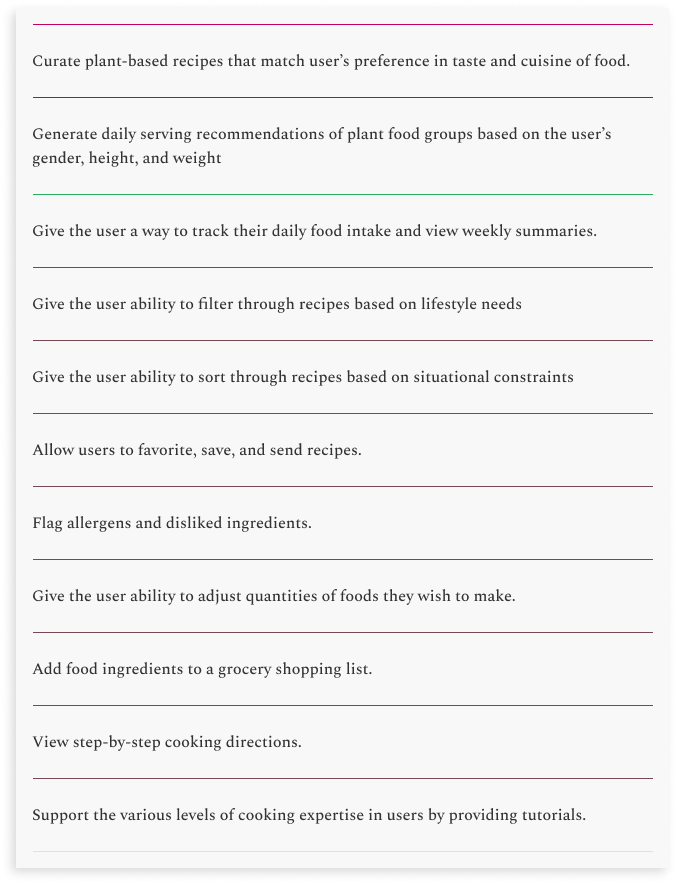 Curate plant-based recipes that match user’s preference in taste and cuisine of food.
Generate daily serving recommendations of plant food groups based on the user’s
gender, height, and weight
Give the user a way to track their daily food intake and view weekly summaries.
Give the user ability to filter through recipes based on lifestyle needs
Give the user ability to sort through recipes based on situational constraints
Allow users to favorite, save, and send recipes.
Flag allergens and disliked ingredients.
Give the user ability to adjust quantities of foods they wish to make.
Add food ingredients to a grocery shopping list.
View step-by-step cooking directions.
Support the various levels of cooking expertise in users by providing tutorials.